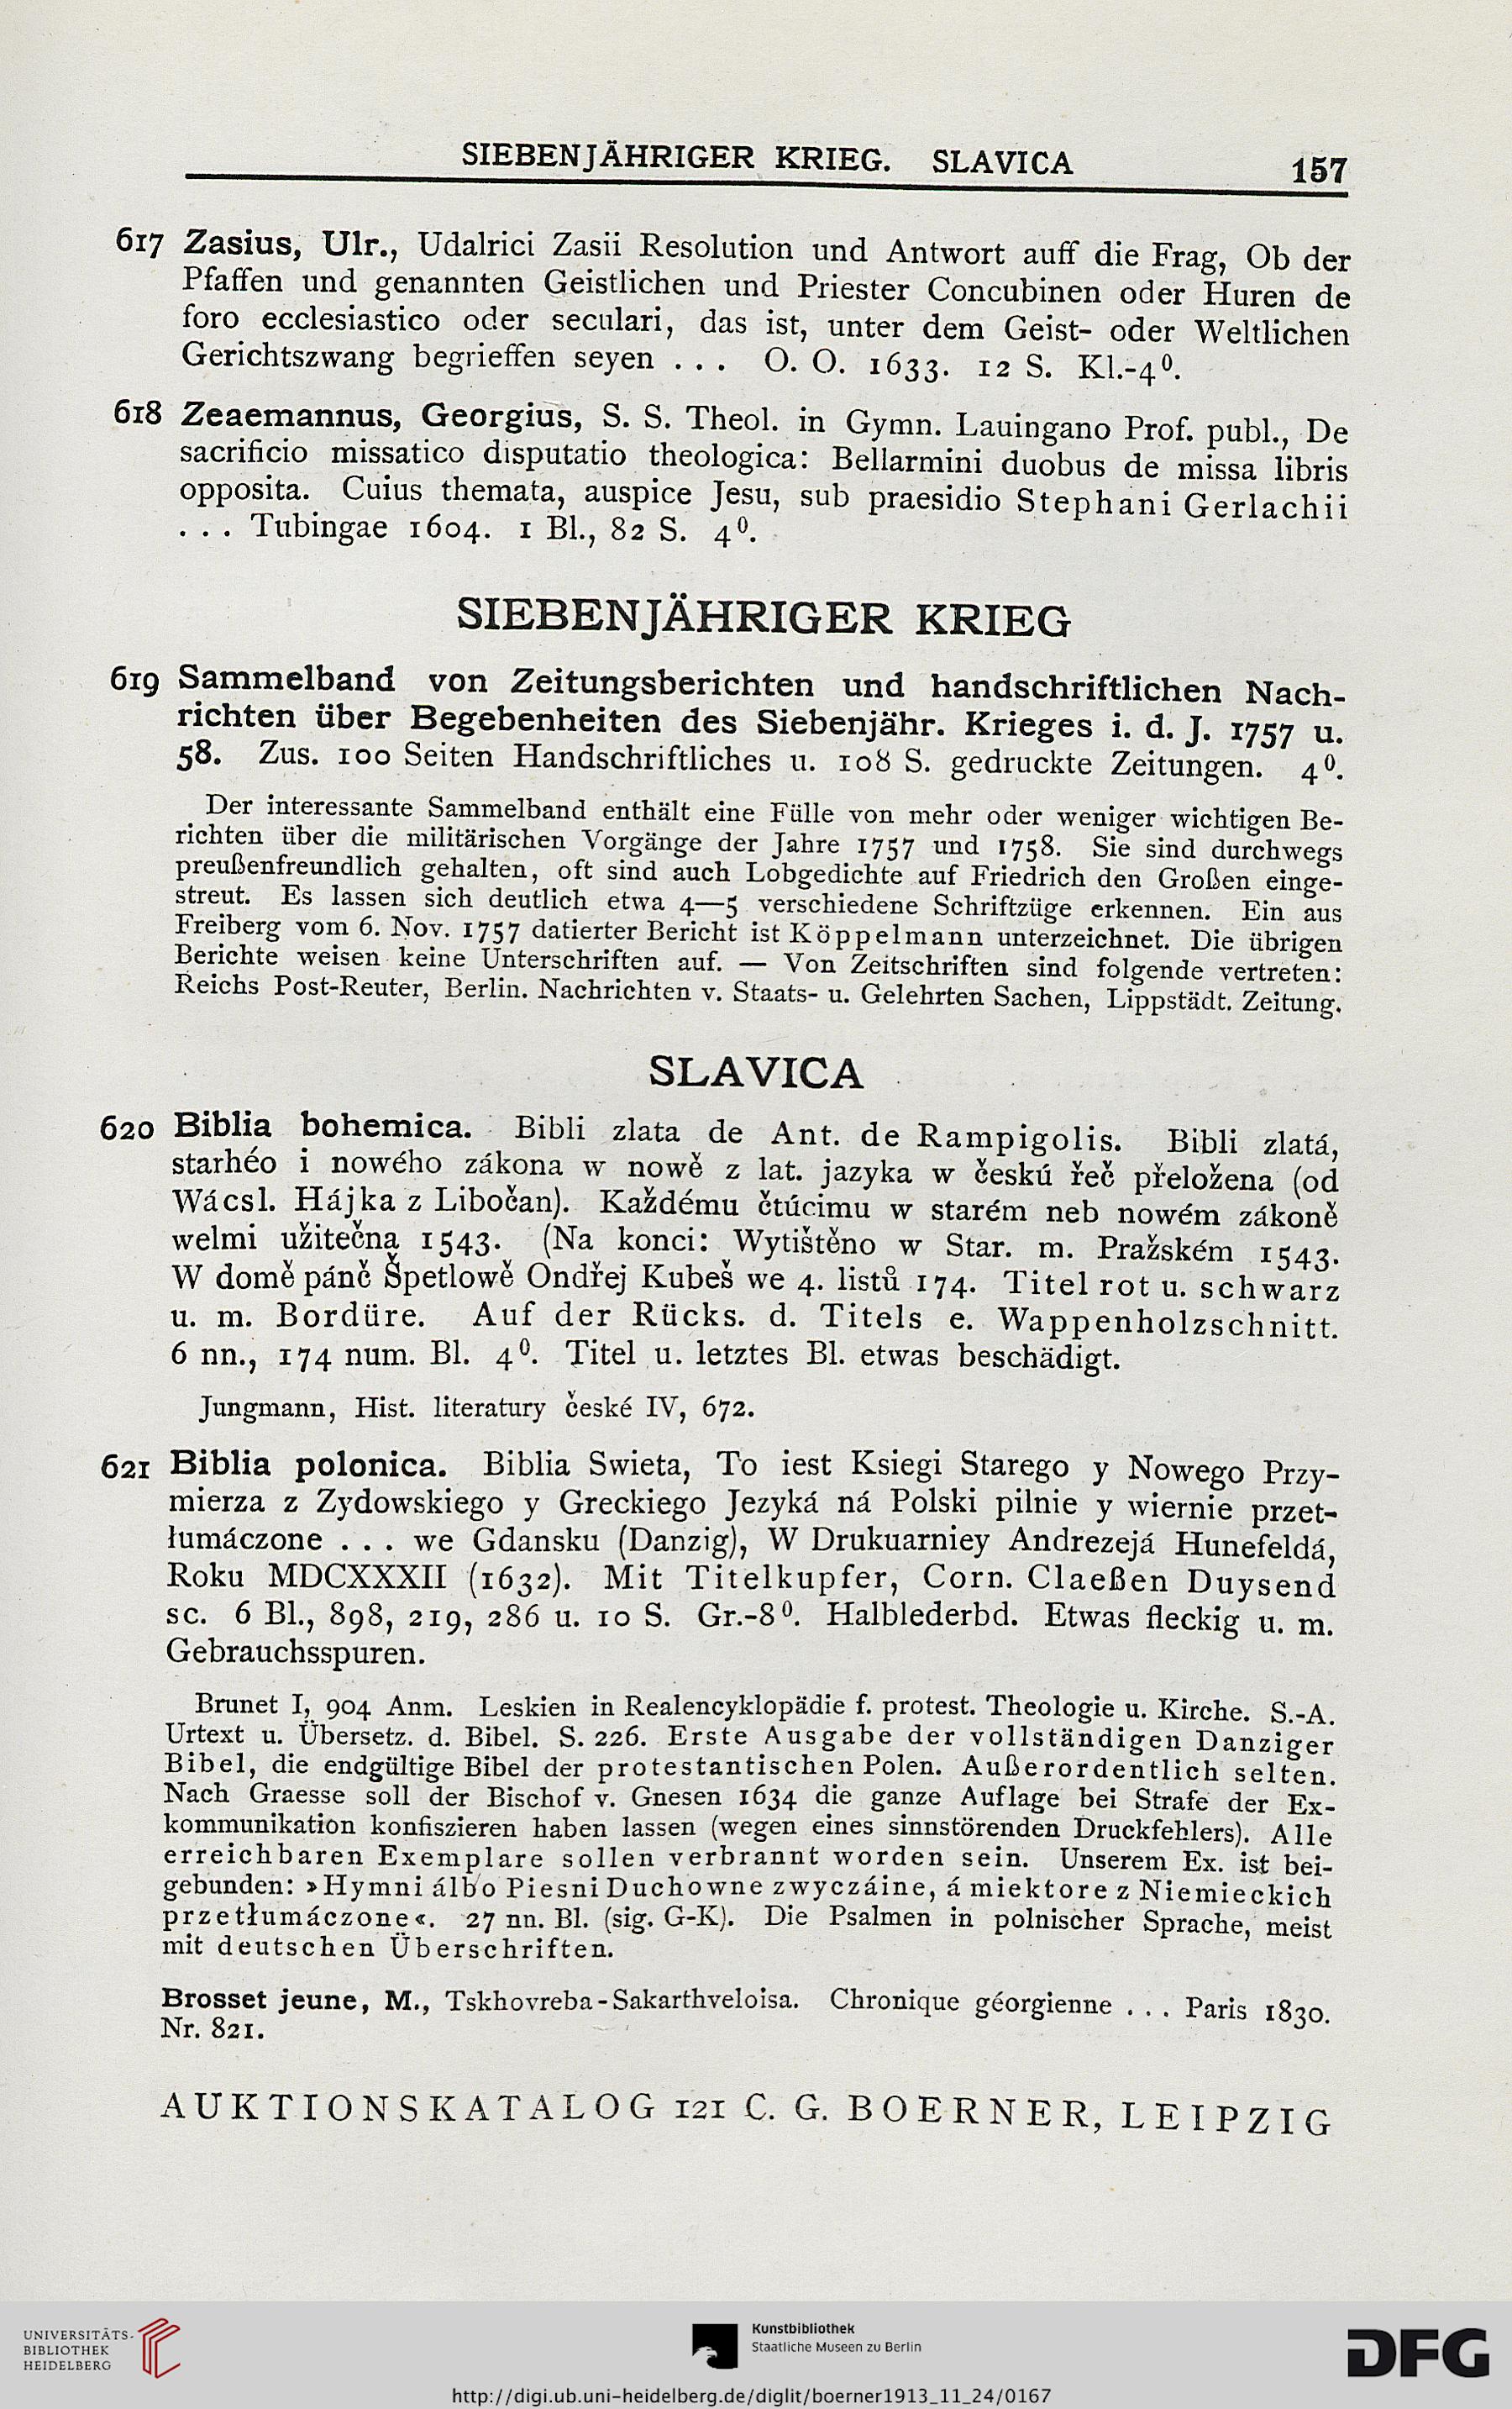 SIEBENJÄHRIGER KRIEG. SLAVICA 157
617 Zasius, Ulr., Udalrici Zasii Resolution und Antwort auff die Frag, Ob der
Pfaffen und genannten Geistlichen und Priester Concubinen oder Huren de
foro ecclesiastico oder seculari, das ist, unter dem Geist- oder Weltlichen
Gerichtszwang begrieffen seyen . . . O. O. 1633. 12 S. Kl.-4⁰.
618 Zeaemannus, Georgius, S. S. Theol. in Gymn. Lauingano Prof. publ., De
sacrificio missatico disputatio theologica: Bellarmini duobus de missa libris
opposita. Cuius themata, auspice Jesu, sub praesidio Stephani Gerlachii
. . . Tubingae 1604. 1 Bl., 82 S. 4⁰.
SIEBENJÄHRIGER KRIEG
619 Sammelband von Zeitungsberichten und handschriftlichen Nach-
richten über Begebenheiten des Siebenjähr. Krieges i. d. J. 1757 u.
58. Zus. 100 Seiten Handschriftliches u. 108 S. gedruckte Zeitungen. 4⁰.
Der interessante Sammelband enthält eine Fülle von mehr oder weniger wichtigen Be-
richten über die militärischen Vorgänge der Jahre 1757 und 1758. Sie sind durchwegs
preußenfreundlich gehalten, oft sind auch Lobgedichte auf Friedrich den Großen einge-
streut. Es lassen sich deutlich etwa 4—5 verschiedene Schriftzüge erkennen. Ein aus
Freiberg vom 6. Nov. 1757 datierter Bericht ist Köppelmann unterzeichnet. Die übrigen
Berichte weisen keine Unterschriften auf. — Von Zeitschriften sind folgende vertreten:
Reichs Post-Reuter, Berlin. Nachrichten v. Staats- u. Gelehrten Sachen, Lippstädt. Zeitung.
SLAVICA
620 Biblia bohemica. Bibli zlata de Ant. de Rampigolis. Bibli zlatá,
starhéo i nowého zákona w nowě z lat. jazyka w českú řeč přeložena (od
Wácsl. Hájka z Libočan). Každému čtúcimu w starém neb nowém zákoně
welmi užitečna 1543. (Na konci: Wytištěno w Star. m. Pražském 1543.
W domě pánč Špetlowě Ondřej Kubeš we 4. listů 174. Titel rot u. schwarz
u. m. Bordüre. Auf der Rücks. d. Titels e. Wappenholzschnitt.
6 nn., 174 num. Bl. 4⁰. Titel u. letztes Bl. etwas beschädigt.
Jungmann, Hist. literatury české IV, 672.
621 Biblia polonica. Biblia Swieta, To iest Ksiegi Starego y Nowego Przy-
mierza z Zydowskiego y Greckiego Jezyká ná Polski pilnie y wiernie przet-
łumáczone . . . we Gdansku (Danzig), W Drukuarniey Andrezejá Hunefeldá,
Roku MDCXXXII (1632). Mit Titelkupfer, Corn. Claeßen Duysend
sc. 6 Bl., 898, 219, 286 u. 10 S. Gr.-8⁰. Halblederbd. Etwas fleckig u. m.
Gebrauchsspuren.
Brunet I, 904 Anm. Leskien in Realencyklopädie f. protest. Theologie u. Kirche. S.-A.
Urtext u. Übersetz. d. Bibel. S. 226. Erste Ausgabe der vollständigen Danziger
Bibel, die endgültige Bibel der protestantischen Polen. Außerordentlich selten.
Nach Graesse soll der Bischof v. Gnesen 1634 die ganze Auflage bei Strafe der Ex-
kommunikation konfiszieren haben lassen (wegen eines sinnstörenden Druckfehlers). Alle
erreichbaren Exemplare sollen verbrannt worden sein. Unserem Ex. ist bei-
gebunden: »Hymni álbo Piesni Duchowne zwyczáine, á miektore z Niemieckich
przetłumáczone«. 27 nn. Bl. (sig. G-K). Die Psalmen in polnischer Sprache, meist
mit deutschen Überschriften.
Brosset jeune, M., Tskhovreba-Sakarthveloisa. Chronique géorgienne . . . Paris 1830.
Nr. 821.
AUKTIONSKATALOG 121 C. G. BOERNER, LEIPZIG
UNIVERSITÄTS-
BIBLIOTHEK
HEIDELBERG
Kunstbibliothek
Staatliche Museen zu Berlin
DFG
http://digi.ub.uni-heidelberg.de/diglit/boerner1913_11_24/0167